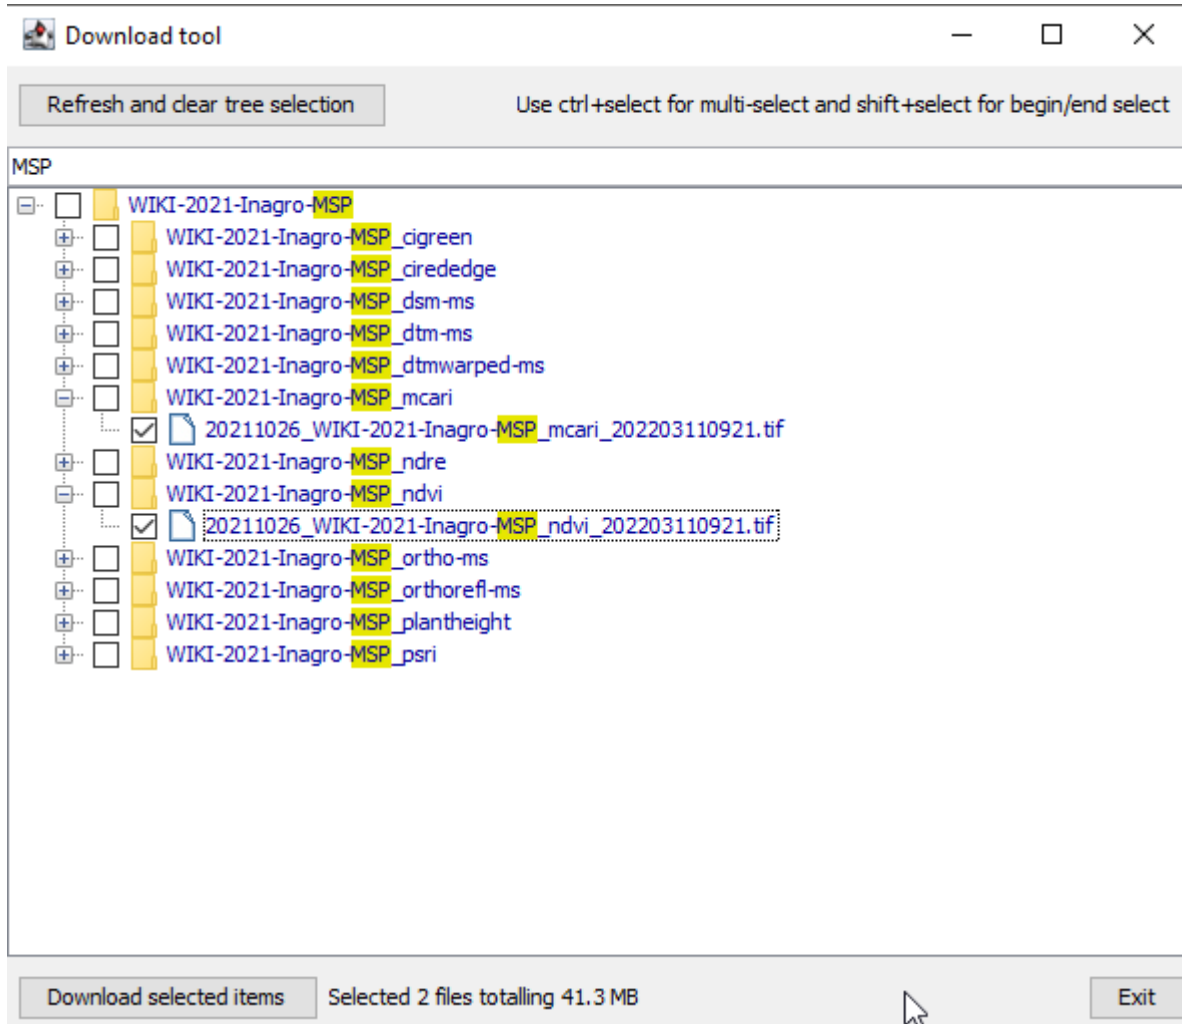 Download tool
Refresh and clear tree selection Use ctrl+select for multi-select and shift+select for begin/end select
MSP
WIKI-2021-Inagro-MSP
WIKI-2021-Inagro-MSP_cigreen
WIKI-2021-Inagro-MSP_cirededge
WIKI-2021-Inagro-MSP_dsm-ms
WIKI-2021-Inagro-MSP_dtm-ms
WIKI-2021-Inagro-MSP_dtmwarped-ms
WIKI-2021-Inagro-MSP_mcari
20211026_WIKI-2021-Inagro-MSP_mcari_202203110921.tif
WIKI-2021-Inagro-MSP_ndre
WIKI-2021-Inagro-MSP_ndvi
20211026_WIKI-2021-Inagro-MSP_ndvi_202203110921.tif
WIKI-2021-Inagro-MSP_ortho-ms
WIKI-2021-Inagro-MSP_orthorefl-ms
WIKI-2021-Inagro-MSP_plantheight
WIKI-2021-Inagro-MSP_psri
Download selected items Selected 2 files totalling 41.3 MB Exit